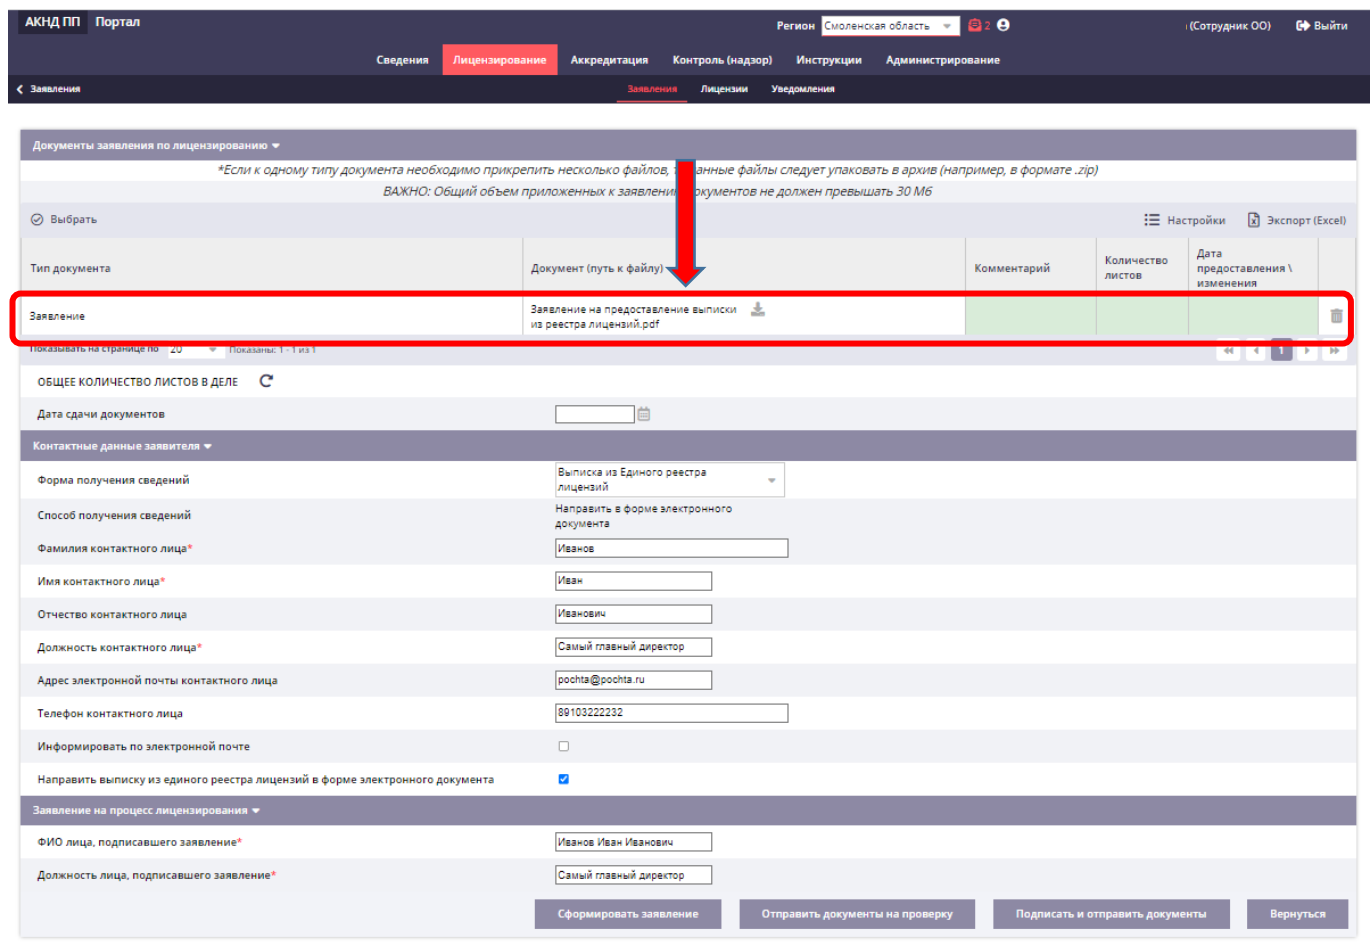 АКНД ПП Портал
Регион Смоленская область 2 (Сотрудник ОО) Выйти
Сведения Лицензирование Аккредитация Контроль (надзор) Инструкции Администрирование
Заявления Заявления Лицензии Уведомления
Документы заявления по лицензированию
*Если к одному типу документа необходимо прикрепить несколько файлов, анные файлы следует упаковать в архив (например, в формате .zip)
ВАЖНО: Общий объем приложенных к заявлени окументов не должен превышать 30 Мб
Выбрать Настройки Экспорт (Excel)
Тип документа Документ (путь к файлу) Комментарий Количество листов Дата предоставления \ изменения
Заявление Заявление на предоставление выписки
из реестра лицензий.pdf
Показывать на странице по 20 Показаны: 1 - 1 из 1 1
ОБЩЕЕ КОЛИЧЕСТВО ЛИСТОВ В ДЕЛЕ
Дата сдачи документов
Контактные данные заявителя
Форма получения сведений Выписка из Единого реестра
лицензий
Способ получения сведений Направить в форме электронного
документа
Фамилия контактного лица* Иванов
Имя контактного лица* Иван
Отчество контактного лица Иванович
Должность контактного лица* Самый главный директор
Адрес электронной почты контактного лица pochta@pochta.ru
Телефон контактного лица 89103222232
Информировать по электронной почте
Направить выписку из единого реестра лицензий в форме электронного документа
Заявление на процесс лицензирования
ФИО лица, подписавшего заявление* Иванов Иван Иванович
Должность лица, подписавшего заявление* Самый главный директор
Сформировать заявление Отправить документы на проверку Подписать и отправить документы Вернуться